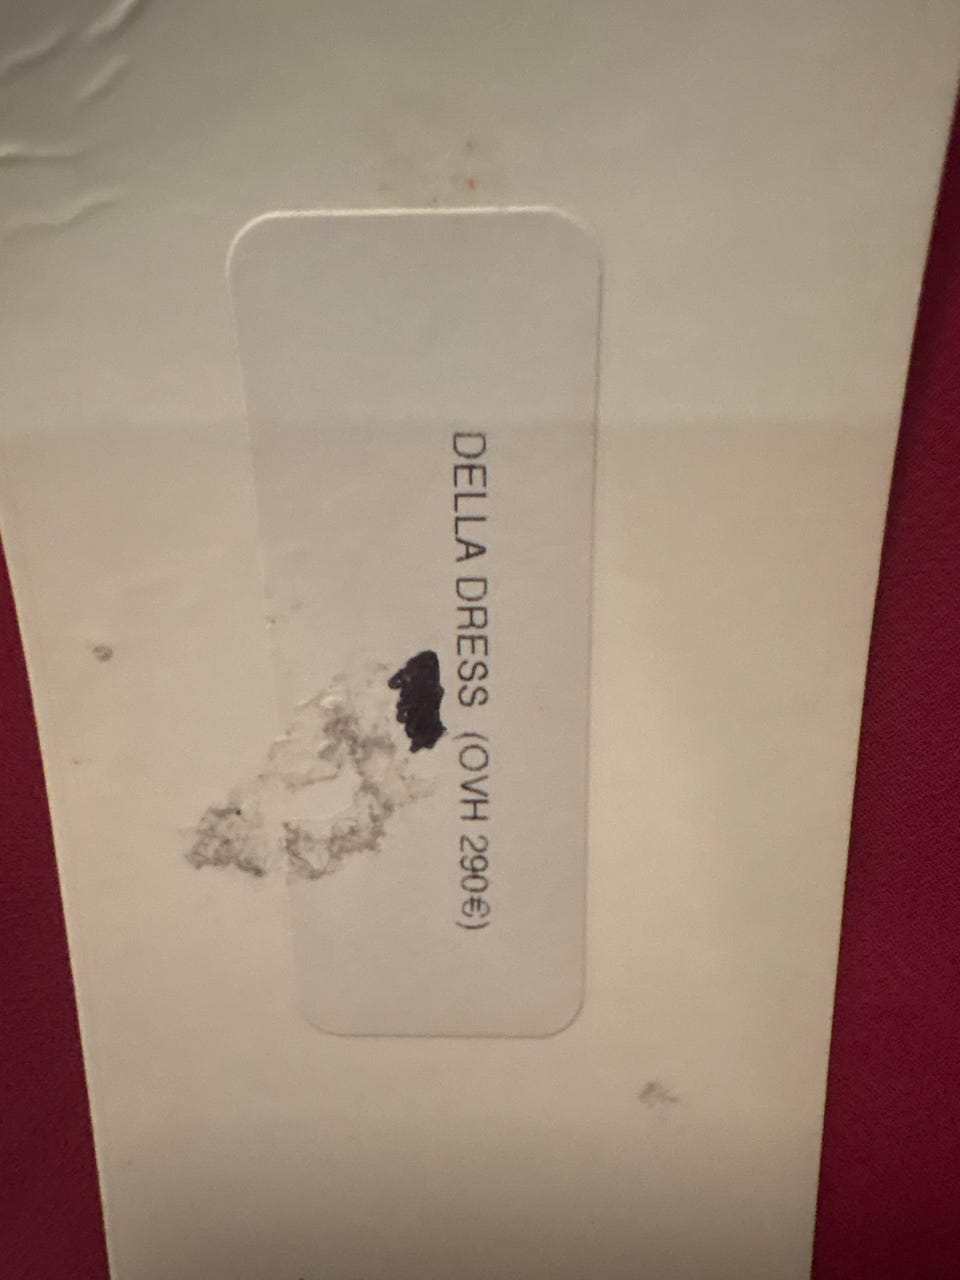 DELLA DRESS (OVH 290€)